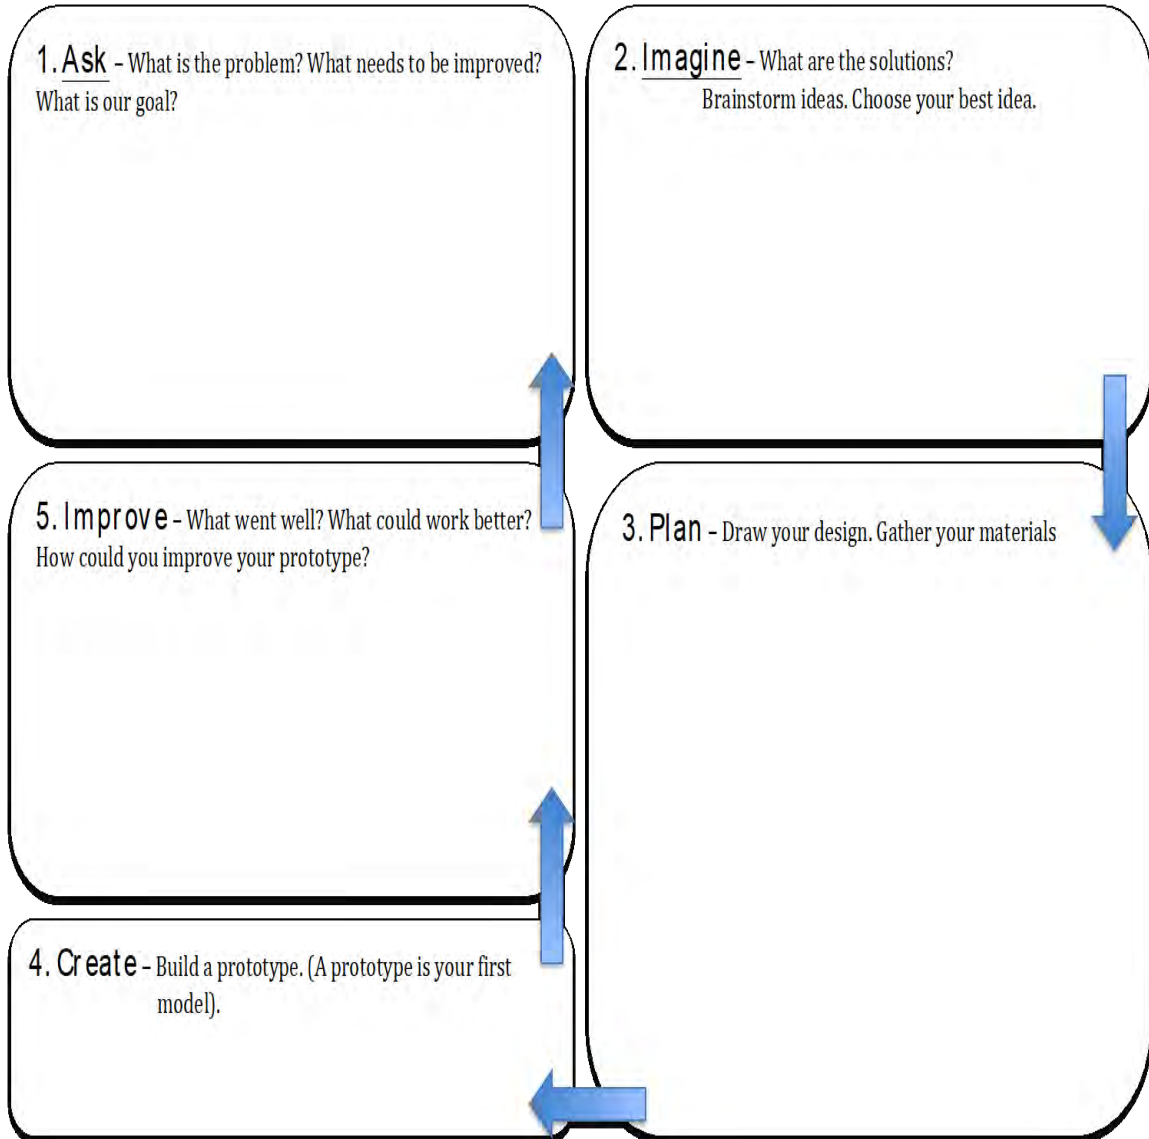 1. Ask – What is the problem? What needs to be improved?
What is our goal?
2. Imagine – What are the solutions?
Brainstorm ideas. Choose your best idea.
3. Plan – Draw your design. Gather your materials
4. Create – Build a prototype. (A prototype is your first
model).
5. Improve – What went well? What could work better?
How could you improve your prototype?